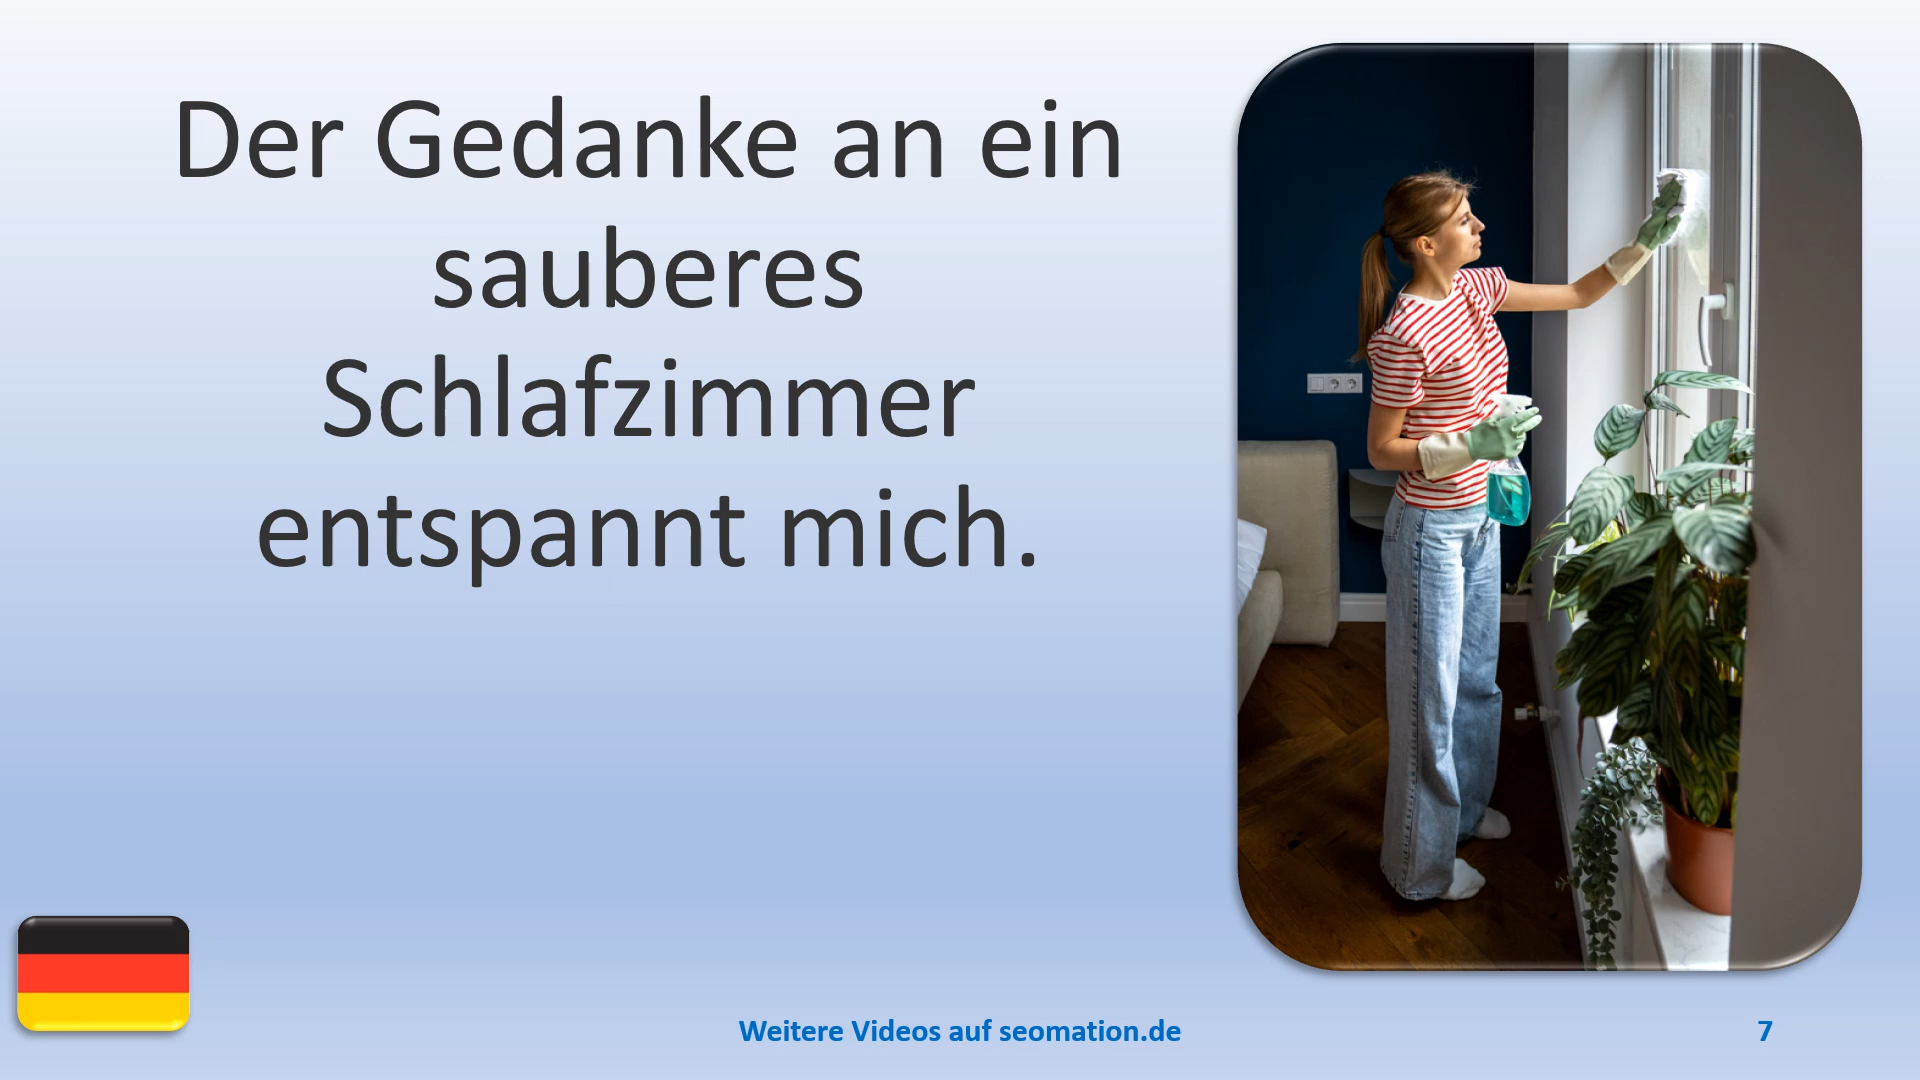 Der Gedanke an ein
sauberes
Schlafzimmer
entspannt mich.
Weitere Videos auf seomation.de
7